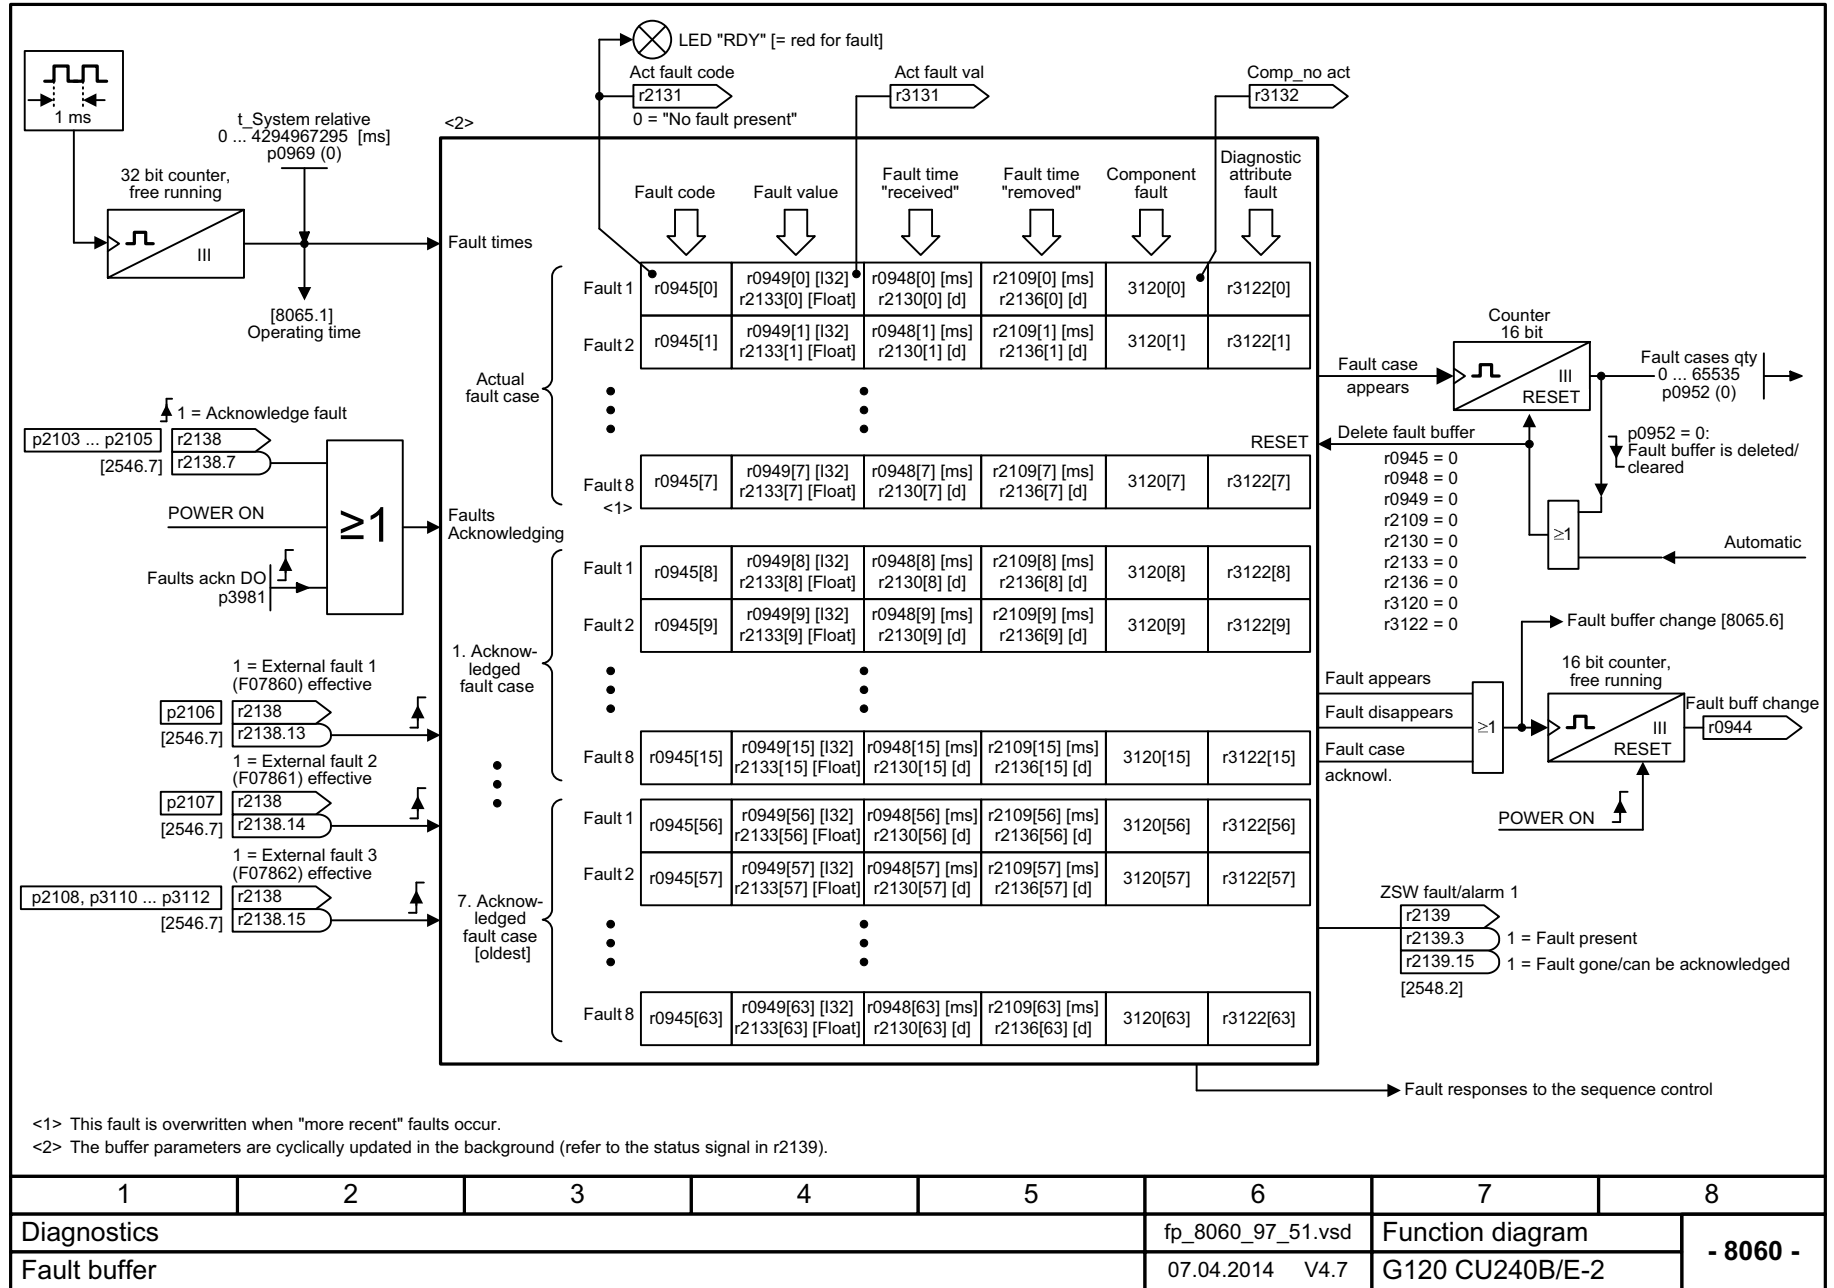 LED "RDY" [= red for fault]
Act fault code
r2131
0 = "No fault present"
Act fault val
r3131
Comp_no act
r3132
1 ms
t_System relative
0 ... 4294967295 [ms]
p0969 (0)
<2>
32 bit counter,
free running
III
[8065.1]
Operating time
Fault times
Fault code
Fault value
Fault time
"received"
Fault time
"removed"
Component
fault
Diagnostic
attribute
fault
Actual
fault case
Fault 1
r0945[0]
r0949[0] [I32]
r2133[0] [Float]
r0948[0] [ms]
r2130[0] [d]
r2109[0] [ms]
r2136[0] [d]
3120[0]
r3122[0]
Fault 2
r0945[1]
r0949[1] [I32]
r2133[1] [Float]
r0948[1] [ms]
r2130[1] [d]
r2109[1] [ms]
r2136[1] [d]
3120[1]
r3122[1]
Fault 8
<1>
r0945[7]
r0949[7] [I32]
r2133[7] [Float]
r0948[7] [ms]
r2130[7] [d]
r2109[7] [ms]
r2136[7] [d]
3120[7]
r3122[7]
1 = Acknowledge fault
p2103 ... p2105
r2138
[2546.7]
r2138.7
POWER ON
≥1
Faults
Acknowledging
Faults ackn DO
p3981
1. Acknow-
ledged
fault case
Fault 1
r0945[8]
r0949[8] [I32]
r2133[8] [Float]
r0948[8] [ms]
r2130[8] [d]
r2109[8] [ms]
r2136[8] [d]
3120[8]
r3122[8]
Fault 2
r0945[9]
r0949[9] [I32]
r2133[9] [Float]
r0948[9] [ms]
r2130[9] [d]
r2109[9] [ms]
r2136[9] [d]
3120[9]
r3122[9]
Fault 8
r0945[15]
r0949[15] [I32]
r2133[15] [Float]
r0948[15] [ms]
r2130[15] [d]
r2109[15] [ms]
r2136[15] [d]
3120[15]
r3122[15]
1 = External fault 1
(F07860) effective
p2106
r2138
[2546.7]
r2138.13
1 = External fault 2
(F07861) effective
p2107
r2138
[2546.7]
r2138.14
1 = External fault 3
(F07862) effective
p2108, p3110 ... p3112
r2138
[2546.7]
r2138.15
7. Acknow-
ledged
fault case
[oldest]
Fault 1
r0945[56]
r0949[56] [I32]
r2133[56] [Float]
r0948[56] [ms]
r2130[56] [d]
r2109[56] [ms]
r2136[56] [d]
3120[56]
r3122[56]
Fault 2
r0945[57]
r0949[57] [I32]
r2133[57] [Float]
r0948[57] [ms]
r2130[57] [d]
r2109[57] [ms]
r2136[57] [d]
3120[57]
r3122[57]
Fault 8
r0945[63]
r0949[63] [I32]
r2133[63] [Float]
r0948[63] [ms]
r2130[63] [d]
r2109[63] [ms]
r2136[63] [d]
3120[63]
r3122[63]
Fault case
appears
Counter
16 bit
III
RESET
Fault cases qty
0 ... 65535
p0952 (0)
RESET
Delete fault buffer
r0945 = 0
r0948 = 0
r0949 = 0
r2109 = 0
r2130 = 0
r2133 = 0
r2136 = 0
r3120 = 0
r3122 = 0
p0952 = 0:
Fault buffer is deleted/
cleared
≥1
Automatic
Fault buffer change [8065.6]
Fault appears
Fault disappears
Fault case
acknowl.
≥1
16 bit counter,
free running
III
RESET
Fault buff change
r0944
POWER ON
ZSW fault/alarm 1
r2139
r2139.3
1 = Fault present
r2139.15
1 = Fault gone/can be acknowledged
[2548.2]
Fault responses to the sequence control
<1> This fault is overwritten when "more recent" faults occur.
<2> The buffer parameters are cyclically updated in the background (refer to the status signal in r2139).
1 2 3 4 5 6 7 8
Diagnostics
fp_8060_97_51.vsd
Function diagram
- 8060 -
Fault buffer
07.04.2014 V4.7
G120 CU240B/E-2